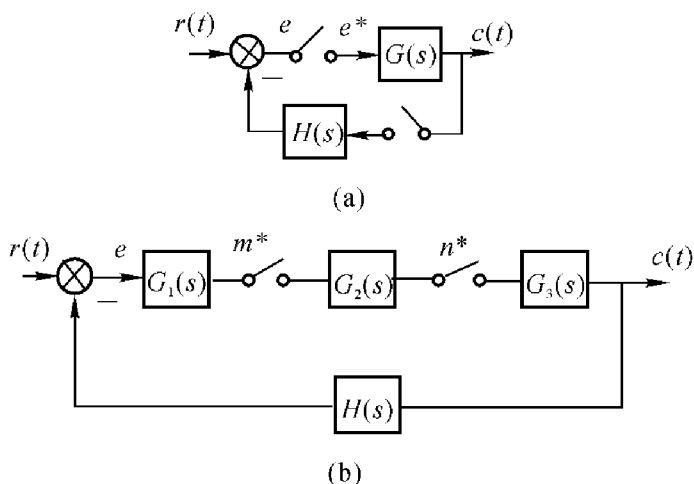 r(t) e e* G(s) c(t)
−
H(s)
(a)
r(t) e G₁(s) m* G₂(s) n* G₃(s) c(t)
−
H(s)
(b)